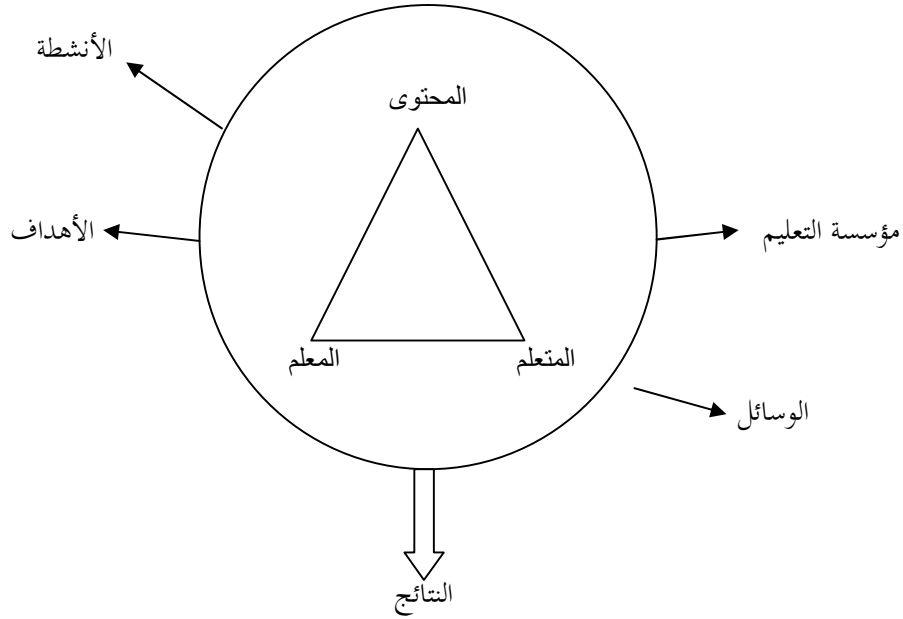 الأنشطة
المحتوى
مؤسسة التعليم
الأهداف
المتعلم
المعلم
الوسائل
النتائج